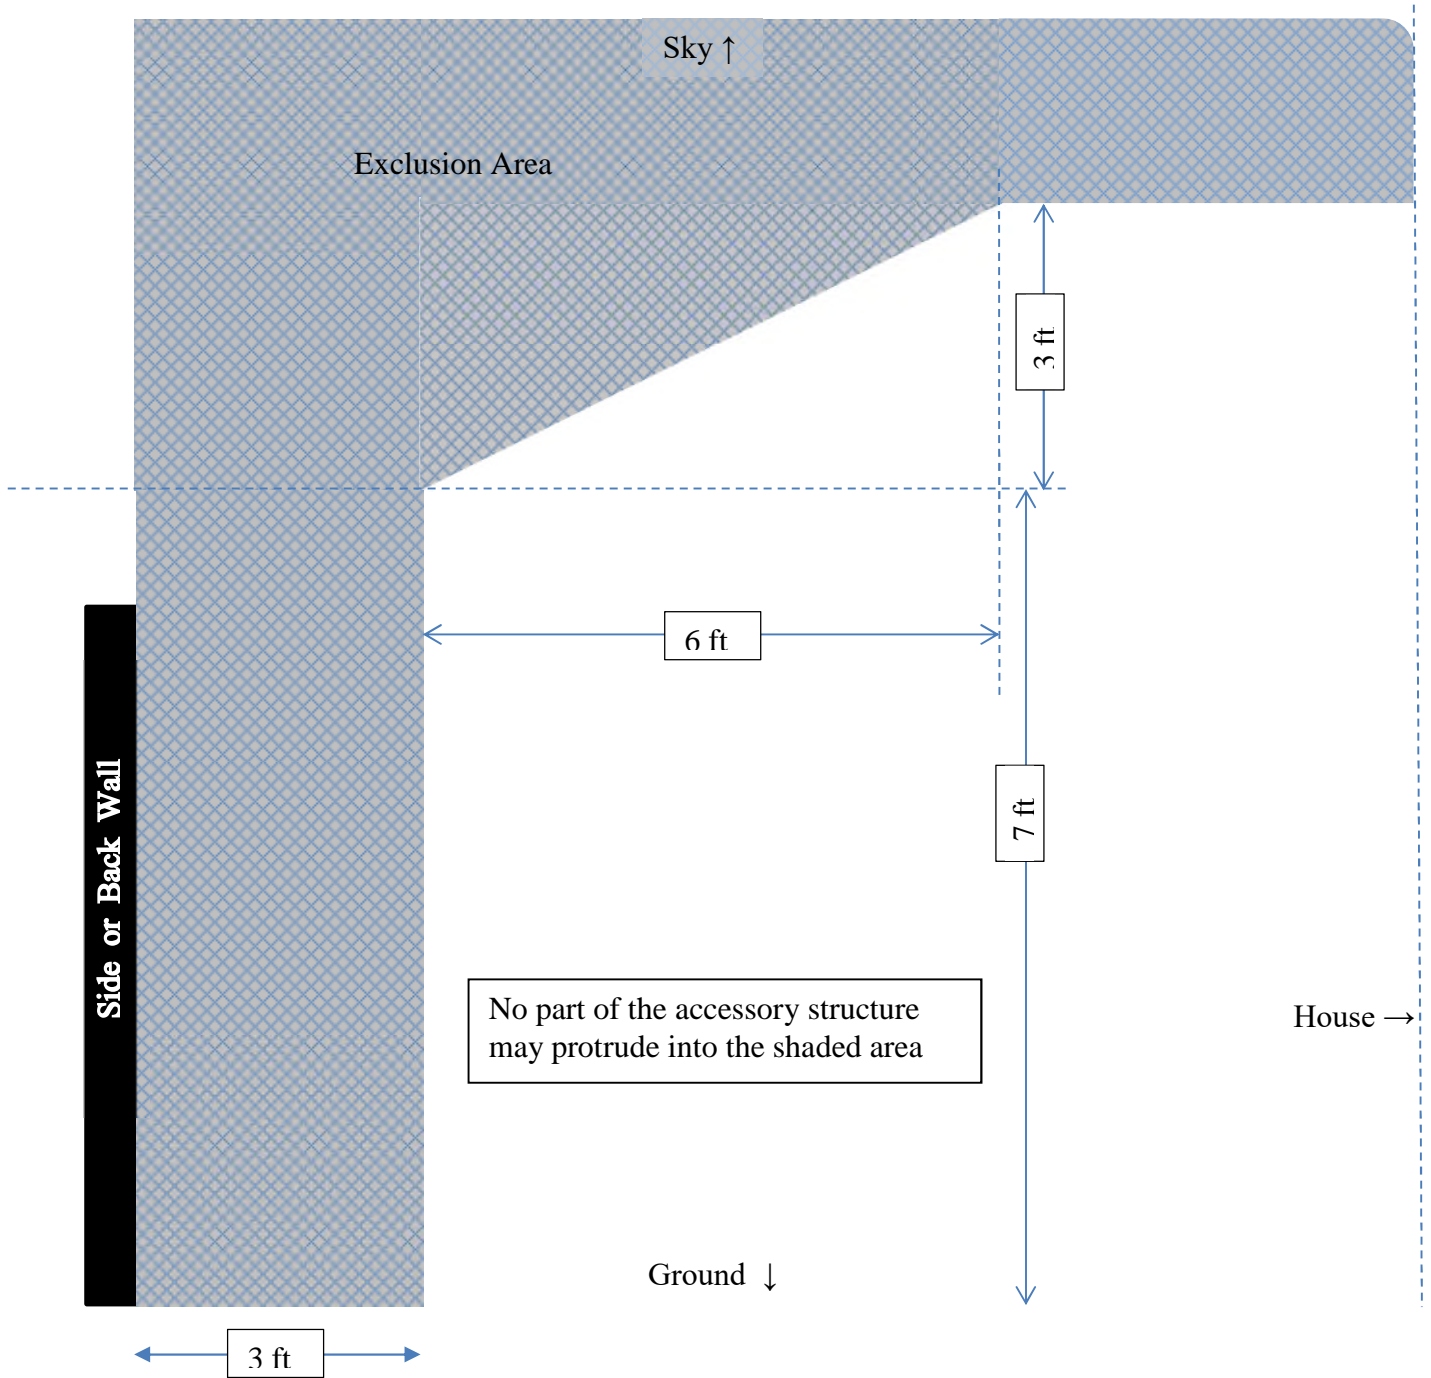 Sky ↑
Exclusion Area
3 ft
6 ft
7 ft
Side or Back Wall
No part of the accessory structure
may protrude into the shaded area
House →
Ground ↓
3 ft